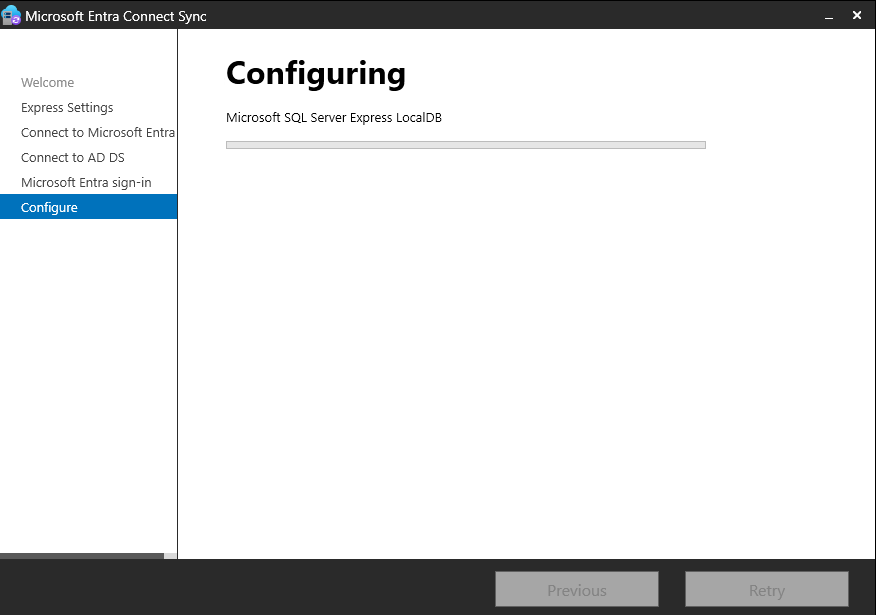 Microsoft Entra Connect Sync
Welcome
Express Settings
Connect to Microsoft Entra
Connect to AD DS
Microsoft Entra sign-in
Configure
Configuring
Microsoft SQL Server Express LocalDB
Previous
Retry